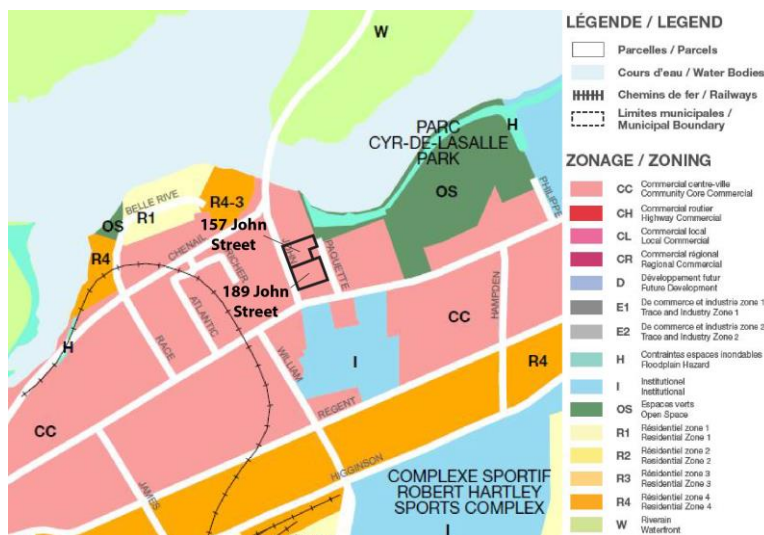 W
PARC
CYR-DE-LASALLE
PARK
H
OS
PHILIPPE
BELLE RIVE
R4-3
R1
OS
157 John
Street
JOHN
PAQUETTE
R4
CHENAIL
RICHER
189 John
Street
ATLANTIC
RACE
HAMPDEN
CC
H
WILLIAM
I
R4
REGENT
CC
JAMES
HIGGINSON
COMPLEXE SPORTIF
ROBERT HARTLEY
SPORTS COMPLEX
I
LÉGENDE / LEGEND
Parcelles / Parcels
Cours d'eau / Water Bodies
Chemins de fer / Railways
Limites municipales /
Municipal Boundary
ZONAGE / ZONING
CC Commercial centre-ville
Community Core Commercial
CH Commercial routier
Highway Commercial
CL Commercial local
Local Commercial
CR Commercial régional
Regional Commercial
D Développement futur
Future Development
E1 De commerce et industrie zone 1
Trace and Industry Zone 1
E2 De commerce et industrie zone 2
Trace and Industry Zone 2
H Contraintas espaces inondables
Floodplain Hazard
I Institutionel
Institutional
OS Espaces verts
Open Space
R1 Résidentiel zone 1
Residential Zone 1
R2 Résidentiel zone 2
Residential Zone 2
R3 Résidentiel zone 3
Residential Zone 3
R4 Résidentiel zone 4
Residential Zone 4
W Riverain
Waterfront